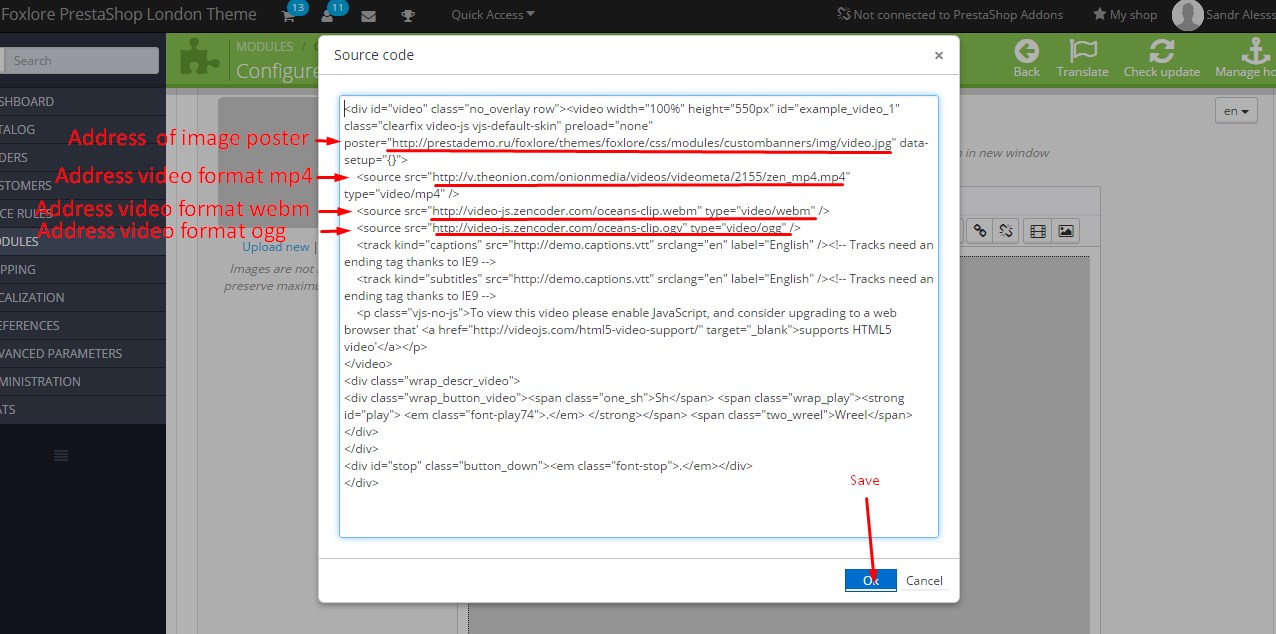 Foxlore PrestaShop London Theme
13
11
Quick Access
Not connected to PrestaShop Addons
My shop
Sandr Alesss
Search
MODULES /
Configure
Back
Translate
Check update
Manage ho
SHBOARD
TALOG
DERS
STOMERS
ICE RULES
ODULES
IPPING
CALIZATION
EFERENCES
VANCED PARAMETERS
MINISTRATION
ATS
en
n in new window
Upload new |
Images are not
preserve maximu
Source code
×
<div id="video" class="no_overlay row"><video width="100%" height="550px" id="example_video_1"
class="clearfix video-js vjs-default-skin" preload="none"
poster="http://prestademo.ru/foxlore/themes/foxlore/css/modules/custombanners/img/video.jpg" data-
setup="{}">
<source src="http://v.theonion.com/onionmedia/videos/videometa/2155/zen_mp4.mp4"
type="video/mp4" />
<source src="http://video-js.zencoder.com/oceans-clip.webm" type="video/webm" />
<source src="http://video-js.zencoder.com/oceans-clip.ogv" type="video/ogg" />
<track kind="captions" src="http://demo.captions.vtt" srclang="en" label="English" /><!-- Tracks need an
ending tag thanks to IE9 -->
<track kind="subtitles" src="http://demo.captions.vtt" srclang="en" label="English" /><!-- Tracks need an
ending tag thanks to IE9 -->
<p class="vjs-no-js">To view this video please enable JavaScript, and consider upgrading to a web
browser that' <a href="http://videojs.com/html5-video-support/" target="_blank">supports HTML5
video'</a></p>
</video>
<div class="wrap_descr_video">
<div class="wrap_button_video"><span class="one_sh">Sh</span> <span class="wrap_play"><strong
id="play"> <em class="font-play74">.</em> </strong></span> <span class="two_wreel">Wreel</span>
</div>
</div>
<div id="stop" class="button_down"><em class="font-stop">.</em></div>
</div>
Address of image poster
Address video format mp4
Address video format webm
Address video format ogg
Save
Ok
Cancel